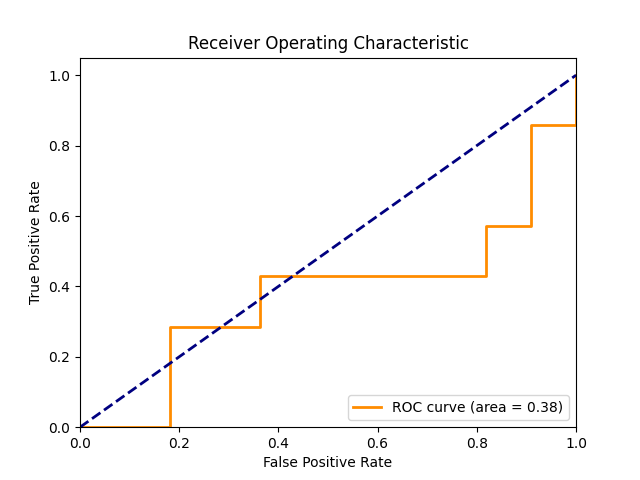 Receiver Operating Characteristic
1.0
0.8
0.6
0.4
0.2
0.0
True Positive Rate
ROC curve (area = 0.38)
0.0 0.2 0.4 0.6 0.8 1.0
False Positive Rate